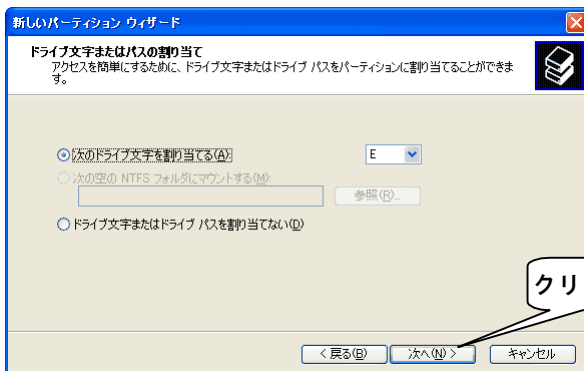 新しいパーティション ウィザード
ドライブ文字またはパスの割り当て
アクセスを簡単にするために、ドライブ文字またはドライブ パスをパーティションに割り当てることができま
す。
次のドライブ文字を割り当てる(A): E
次の空の NTFS フォルダにマウントする(M):
参照(R)...
ドライブ文字またはドライブ パスを割り当てない(D)
クリ
< 戻る(B) 次へ(N) > キャンセル